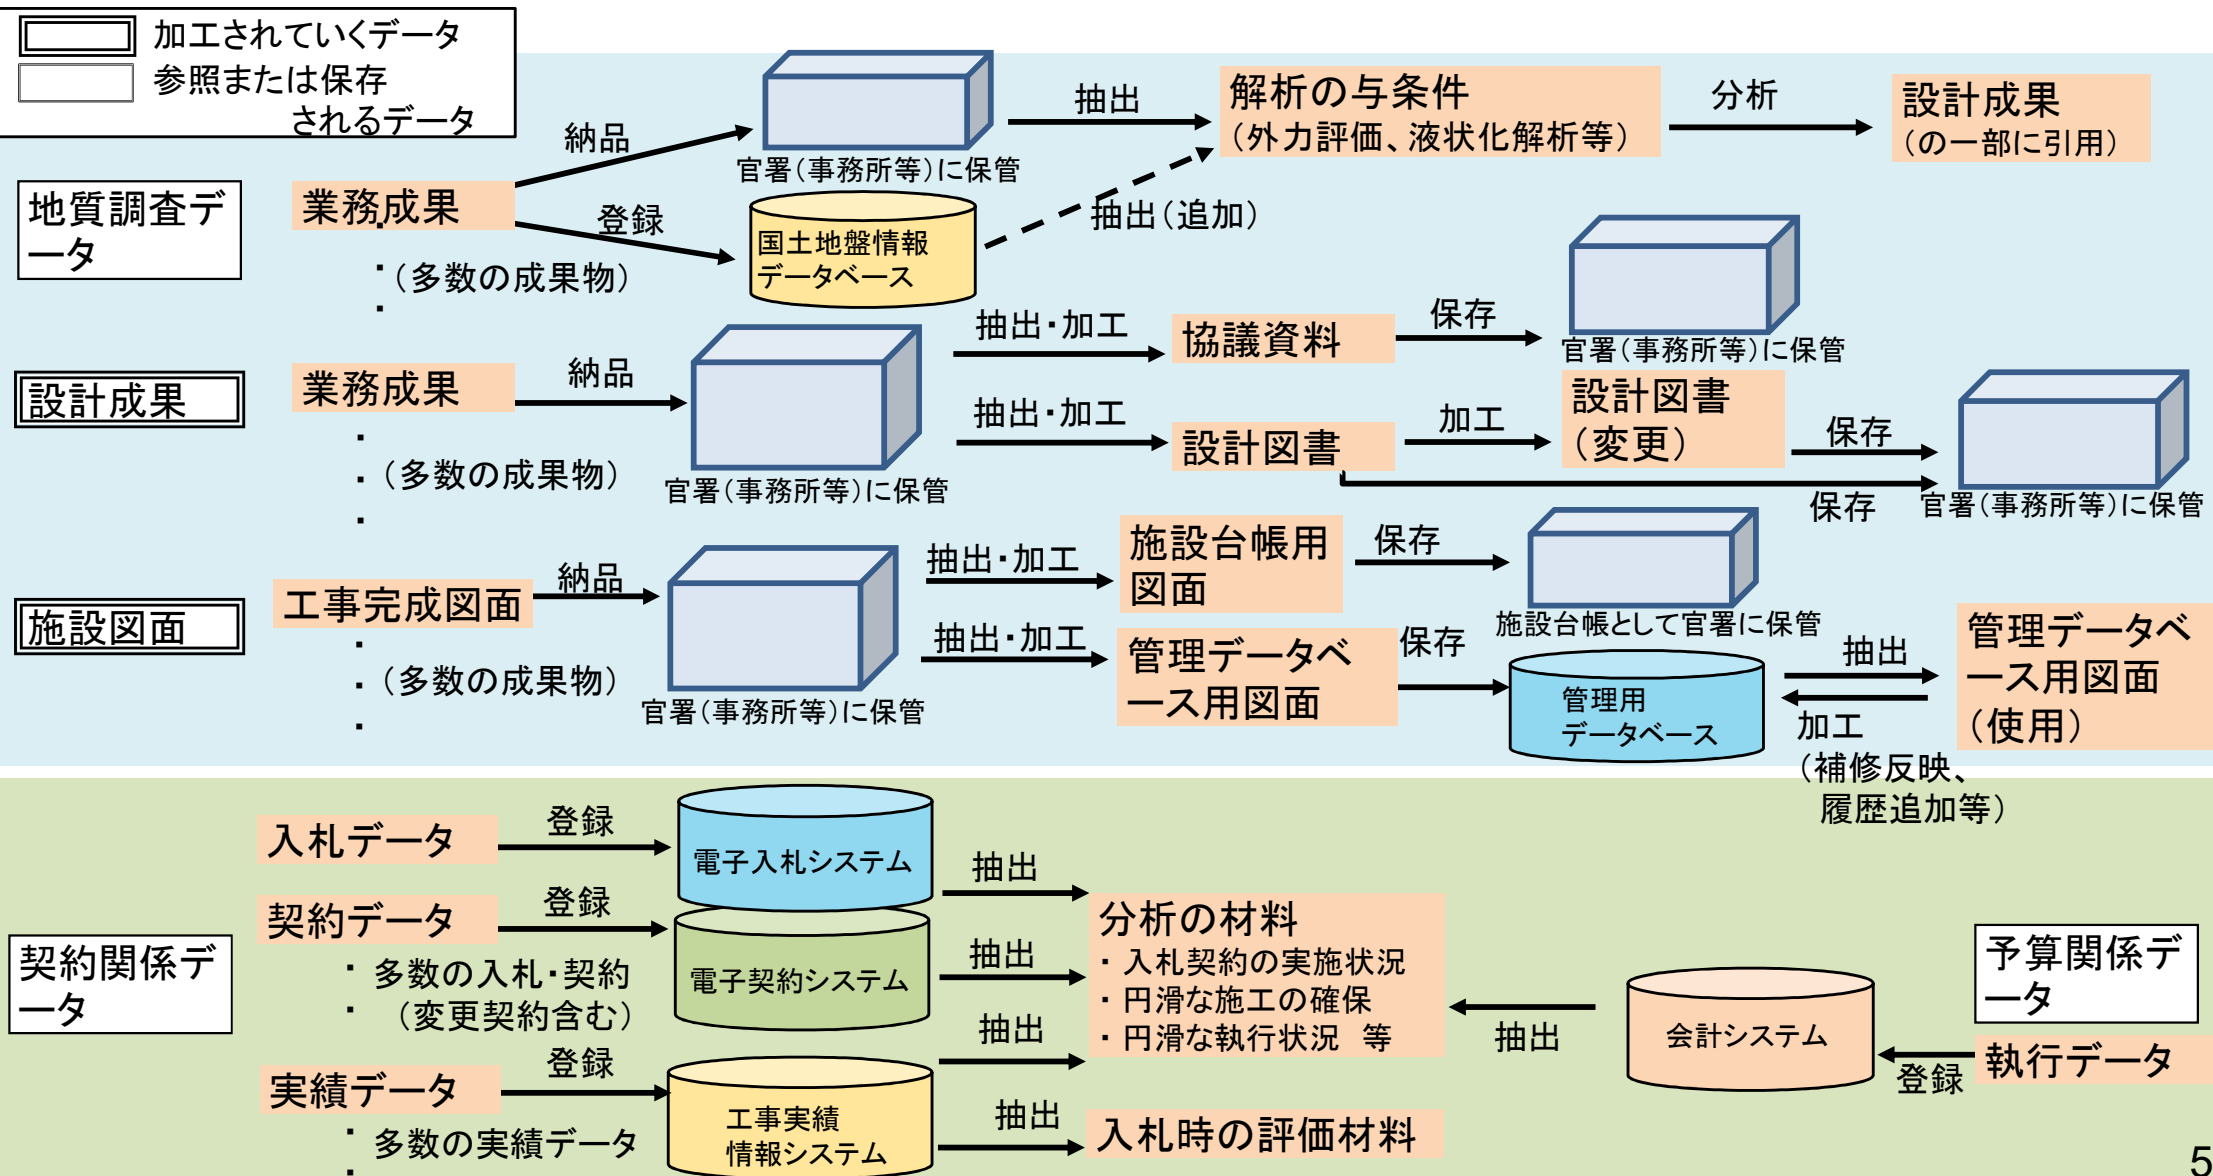 加工されていくデータ
参照または保存
されるデータ
地質調査デ
ータ
業務成果
(多数の成果物)
納品
登録
官署(事務所等)に保管
国土地盤情報
データベース
抽出
抽出(追加)
解析の与条件
(外力評価、液状化解析等)
分析
設計成果
(の一部に引用)
設計成果
業務成果
・
・(多数の成果物)
・
納品
官署(事務所等)に保管
抽出・加工
協議資料
保存
官署(事務所等)に保管
抽出・加工
設計図書
加工
設計図書
(変更)
保存
保存
官署(事務所等)に保管
施設図面
工事完成図面
・
・(多数の成果物)
・
納品
官署(事務所等)に保管
抽出・加工
施設台帳用
図面
保存
施設台帳として官署に保管
抽出・加工
管理データベ
ース用図面
保存
管理用
データベース
抽出
加工
(補修反映、
履歴追加等)
管理データベ
ース用図面
(使用)
契約関係デ
ータ
入札データ
登録
電子入札システム
抽出
契約データ
登録
・ 多数の入札・契約
・ (変更契約含む)
電子契約システム
抽出
実績データ
登録
・ 多数の実績データ
・
工事実績
情報システム
抽出
抽出
分析の材料
・入札契約の実施状況
・円滑な施工の確保
・円滑な執行状況 等
入札時の評価材料
抽出
会計システム
登録
予算関係デ
ータ
執行データ
5